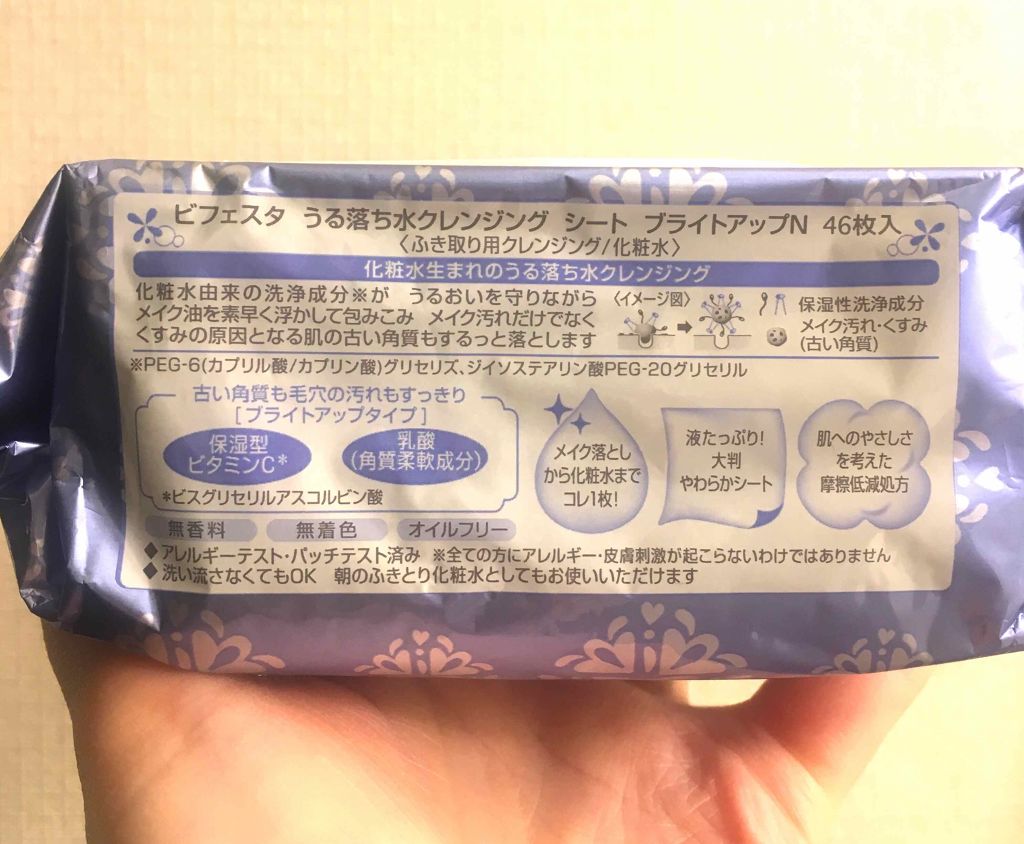 ビフェスタ うる落ち水クレンジング シート ブライトアップN 46枚入
〈ふき取り用クレンジング/化粧水〉
化粧水生まれのうる落ち水クレンジング
化粧水由来の洗浄成分※が うるおいを守りながら
メイク油を素早く浮かして包みこみ メイク汚れだけでなく
くすみの原因となる肌の古い角質もするっと落とします
〈イメージ図〉
保湿性洗浄成分
メイク汚れ・くすみ
(古い角質)
※PEG-6(カプリル酸/カプリン酸)グリセリズ、ジイソステアリン酸PEG-20グリセリル
古い角質も毛穴の汚れもすっきり
[ブライトアップタイプ]
保湿型
ビタミンC*
乳酸
(角質柔軟成分)
*ビスグリセリルアスコルビン酸
メイク落とし
から化粧水まで
コレ1枚!
液たっぷり!
大判
やわらかシート
肌へのやさしさ
を考えた
摩擦低減処方
無香料 無着色 オイルフリー
◆アレルギーテスト・パッチテスト済み ※全ての方にアレルギー・皮膚刺激が起こらないわけではありません
◆洗い流さなくてもOK 朝のふきとり化粧水としてもお使いいただけます